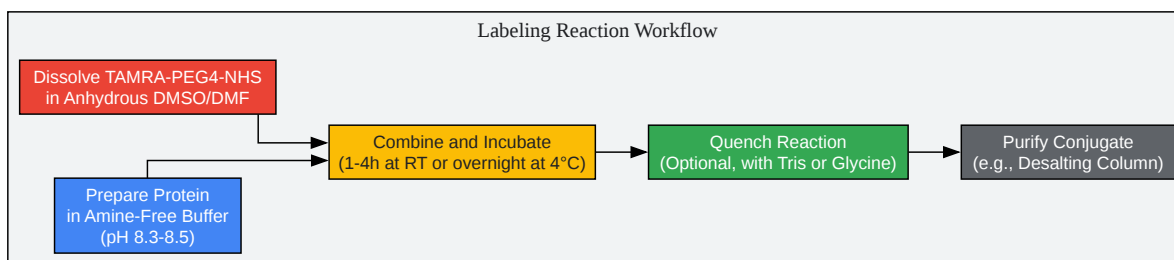 Labeling Reaction Workflow
Dissolve TAMRA-PEG4-NHS
in Anhydrous DMSO/DMF
Prepare Protein
in Amine-Free Buffer
(pH 8.3-8.5)
Combine and Incubate
(1-4h at RT or overnight at 4°C)
Quench Reaction
(Optional, with Tris or Glycine)
Purify Conjugate
(e.g., Desalting Column)